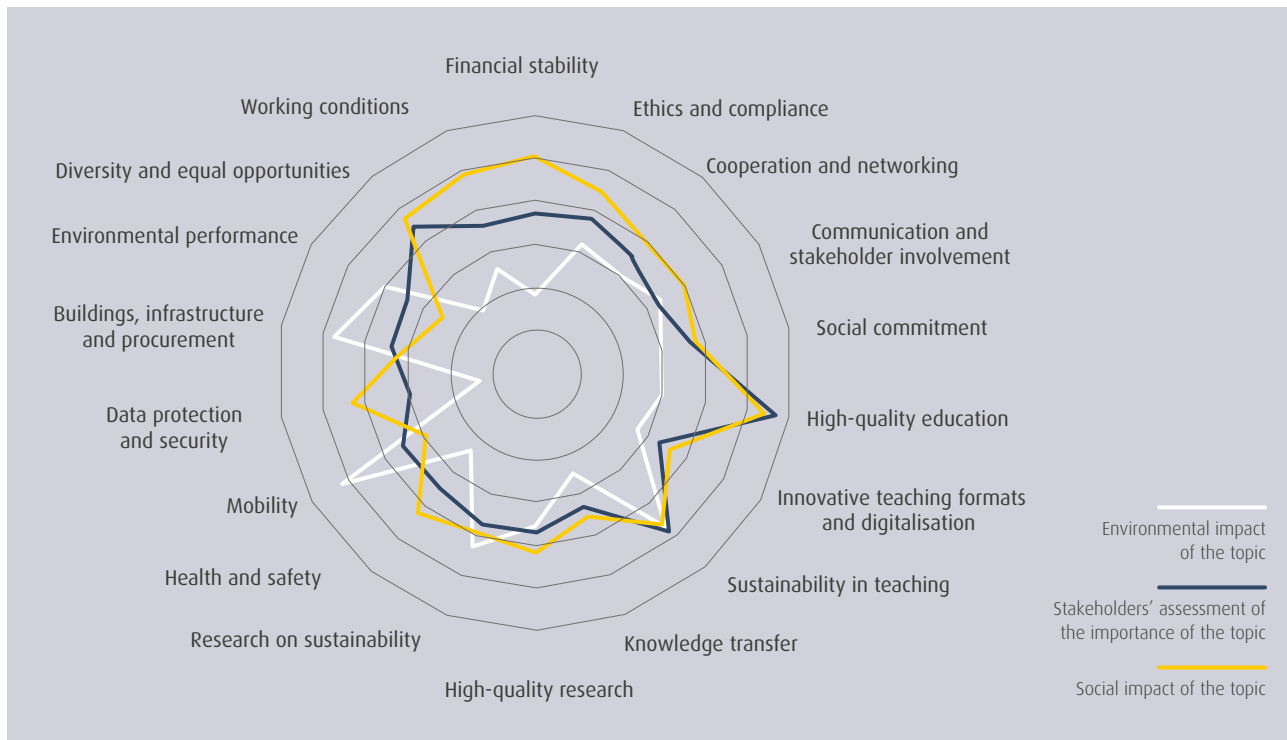 Financial stability
Working conditions
Ethics and compliance
Diversity and equal opportunities
Cooperation and networking
Environmental performance
Communication and
stakeholder involvement
Buildings, infrastructure
and procurement
Social commitment
Data protection
and security
High-quality education
Mobility
Innovative teaching formats
and digitalisation
Health and safety
Sustainability in teaching
Research on sustainability
Knowledge transfer
High-quality research
Environmental impact
of the topic
Stakeholders’ assessment of
the importance of the topic
Social impact of the topic